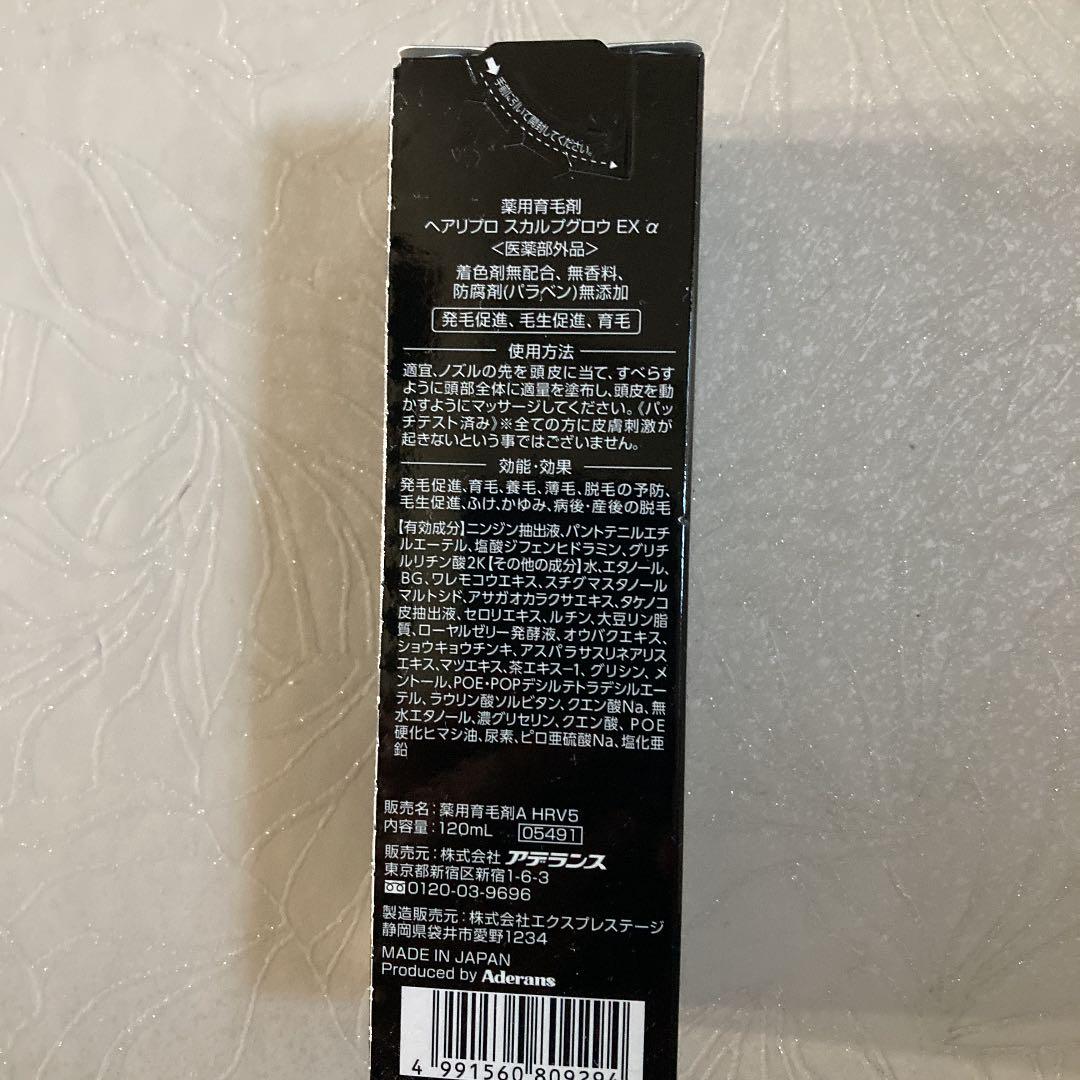 手前に引いて開封してください。
薬用育毛剤
ヘアリプロ スカルプグロウ EX α
<医薬部外品>
着色剤無配合、無香料、
防腐剤(パラベン)無添加
発毛促進、毛生促進、育毛
使用方法
適宜、ノズルの先を頭皮に当て、すべらす
ように頭部全体に適量を塗布し、頭皮を動
かすようにマッサージしてください。《パッ
チテスト済み》※全ての方に皮膚刺激が
起きないという事ではございません。
効能・効果
発毛促進、育毛、養毛、薄毛、脱毛の予防、
毛生促進、ふけ、かゆみ、病後・産後の脱毛
【有効成分】ニンジン抽出液、パントテニルエチ
ルエーテル、塩酸ジフェンヒドラミン、グリチ
ルリチン酸2K【その他の成分】水、エタノール、
BG、ワレモコウエキス、スチグマスタノール
マルトシド、アサガオカラクサエキス、タケノコ
皮抽出液、セロリエキス、ルチン、大豆リン脂
質、ローヤルゼリー発酵液、オウバクエキス、
ショウキョウチンキ、アスパラサスリネアリス
エキス、マツエキス、茶エキス-1、グリシン、メ
ントール、POE・POPデシルテトラデシルエー
テル、ラウリン酸ソルビタン、クエン酸Na、無
水エタノール、濃グリセリン、クエン酸、POE
硬化ヒマシ油、尿素、ピロ亜硫酸Na、塩化亜
鉛
販売名:薬用育毛剤A HRV5
内容量:120mL 05491
販売元:株式会社 アデランス
東京都新宿区新宿1-6-3
0120-03-9696
製造販売元:株式会社エクスプレステージ
静岡県袋井市愛野1234
MADE IN JAPAN
Produced by Aderans
4 991560 809294